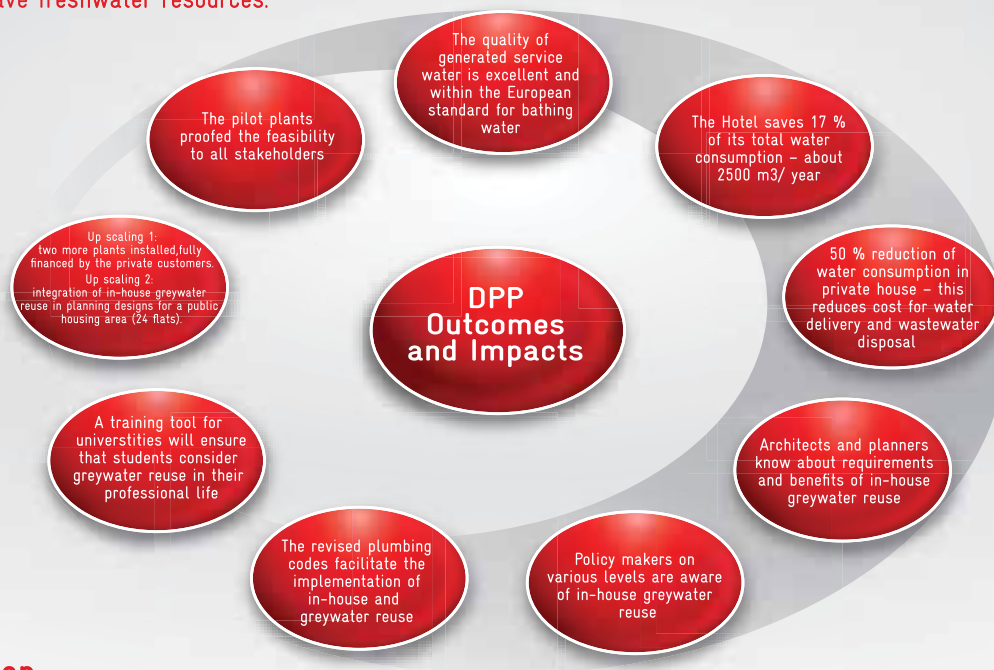 ave freshwater resources.
The quality of
generated service
water is excellent and
within the European
standard for bathing
water
The Hotel saves 17 %
of its total water
consumption – about
2500 m3/ year
50 % reduction of
water consumption in
private house – this
reduces cost for water
delivery and wastewater
disposal
Architects and planners
know about requirements
and benefits of in-house
greywater reuse
Policy makers on
various levels are aware
of in-house greywater
reuse
The revised plumbing
codes facilitate the
implementation of
in-house and
greywater reuse
A training tool for
universtities will ensure
that students consider
greywater reuse in their
professional life
Up scaling 1:
two more plants installed,fully
financed by the private customers.
Up scaling 2:
integration of in-house greywater
reuse in planning designs for a public
housing area (24 flats).
The pilot plants
proofed the feasibility
to all stakeholders
DPP
Outcomes
and Impacts